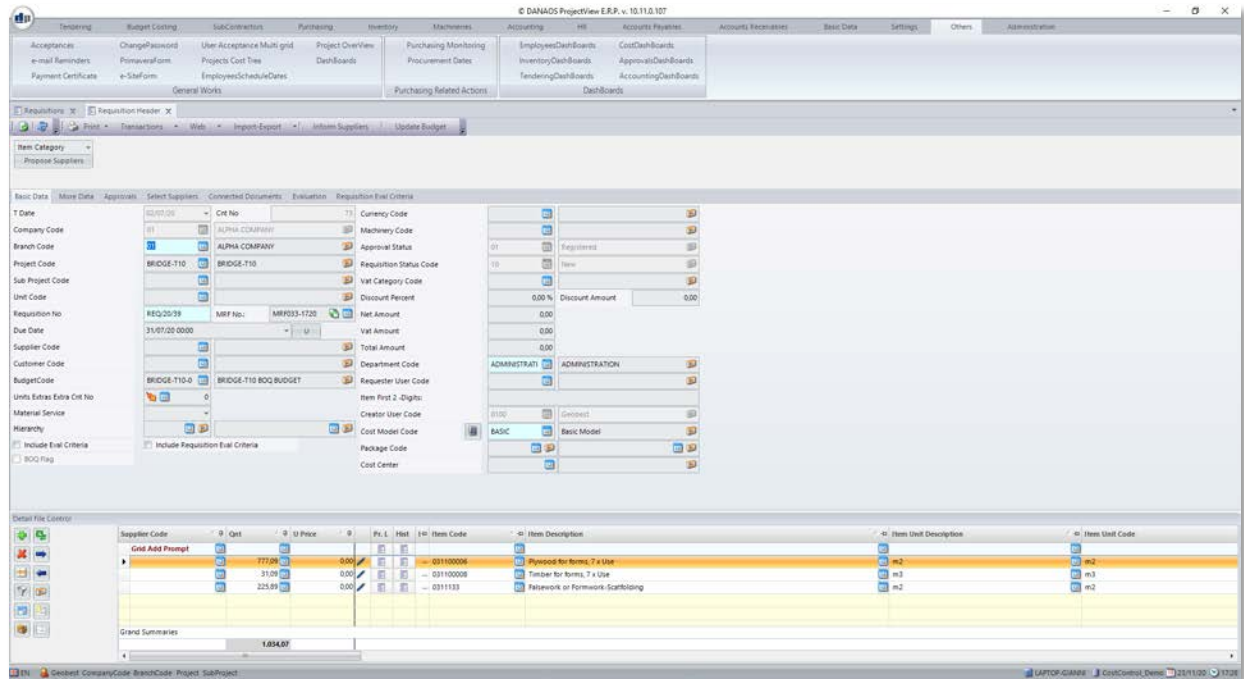 © DANAOS ProjectView E.R.P. v. 10.11.0.107
Tendering Budget Costing SubContractors Purchasing Inventory Machineries Accounting HR Accounts Payables Accounts Receivables Basic Data Settings Others Administration
Acceptances ChangePassword User Acceptance Multi grid Project OverView Purchasing Monitoring EmployeesDashBoards CostDashBoards
e-mail Reminders PrimaveraForm Projects Cost Tree DashBoards Procurement Dates InventoryDashBoards ApprovalsDashBoards
Payment Certificate e-SiteForm EmployeesScheduleDates TenderingDashBoards AccountingDashBoards
General Works Purchasing Related Actions DashBoards
Requisitions Requisition Header
Print Transactions Web Import-Export Inform Suppliers Update Budget
Item Category
Propose Suppliers
Basic Data More Data Approvals Select Suppliers Connected Documents Evaluation Requisition Eval Criteria
T Date 02/07/20 Cnt No 73 Currency Code
Company Code 01 ALPHA COMPANY Machinery Code
Branch Code 01 ALPHA COMPANY Approval Status 01 Registered
Project Code BRIDGE-T10 BRIDGE-T10 Requisition Status Code 10 New
Sub Project Code Vat Category Code
Unit Code Discount Percent 0,00 % Discount Amount 0,00
Requisition No REQ/20/39 MRF No.: MRF033-1720 Net Amount 0,00
Due Date 31/07/20 00:00 U Vat Amount 0,00
Supplier Code Total Amount 0,00
Customer Code Department Code ADMINISTRATI ADMINISTRATION
BudgetCode BRIDGE-T10-0 BRIDGE-T10 BOQ BUDGET Requester User Code
Units Extras Extra Cnt No 0 Item First 2 -Digits:
Material Service Creator User Code 0100 Geobest
Hierarchy Cost Model Code BASIC Basic Model
Include Eval Criteria Include Requisition Eval Criteria Package Code
BOQ Flag Cost Center
Detail File Control
Supplier Code Qnt U Price Pr. L Hist Item Code Item Description Item Unit Description Item Unit Code
Grid Add Prompt
777,09 0,00 031100006 Plywood for forms, 7 x Use m2 m2
31,09 0,00 031100008 Timber for forms, 7 x Use m3 m3
225,89 0,00 0311133 Falsework or Formwork-Scaffolding m2 m2
Grand Summaries
1.034,07
EN Geobest CompanyCode BranchCode Project SubProject LAPTOP-GIANNI CostControl_Demo 23/11/20 17:28